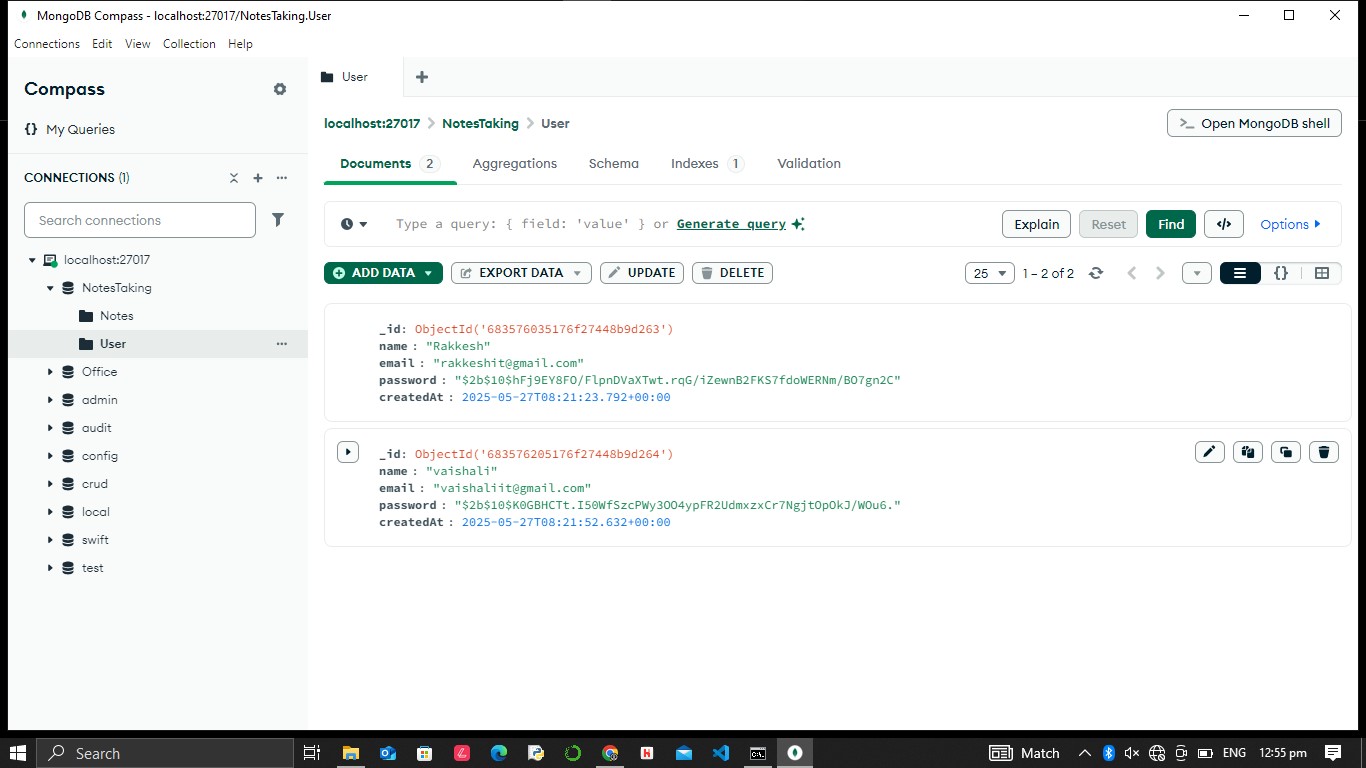 MongoDB Compass - localhost:27017/NotesTaking.User
Connections Edit View Collection Help
Compass
{} My Queries
CONNECTIONS (1)
Search connections
localhost:27017
NotesTaking
Notes
User
Office
admin
audit
config
crud
local
swift
test
User
localhost:27017 > NotesTaking > User
>_ Open MongoDB shell
Documents 2 Aggregations Schema Indexes 1 Validation
Type a query: { field: 'value' } or Generate query
Explain Reset Find </> Options
ADD DATA EXPORT DATA UPDATE DELETE
25 1 – 2 of 2 {}
_id: ObjectId('683576035176f27448b9d263')
name : "Rakkesh"
email : "rakkeshit@gmail.com"
password : "$2b$10$hFj9EY8FO/FlpnDVaXTwt.rqG/iZewnB2FKS7fdoWERNm/BO7gn2C"
createdAt : 2025-05-27T08:21:23.792+00:00
_id: ObjectId('683576205176f27448b9d264')
name : "vaishali"
email : "vaishaliit@gmail.com"
password : "$2b$10$K0GBHCTt.I50WfSzcPWy3OO4ypFR2UdmxzxCr7NgjtOpOkJ/WOu6."
createdAt : 2025-05-27T08:21:52.632+00:00
Search
Match
ENG
12:55 pm